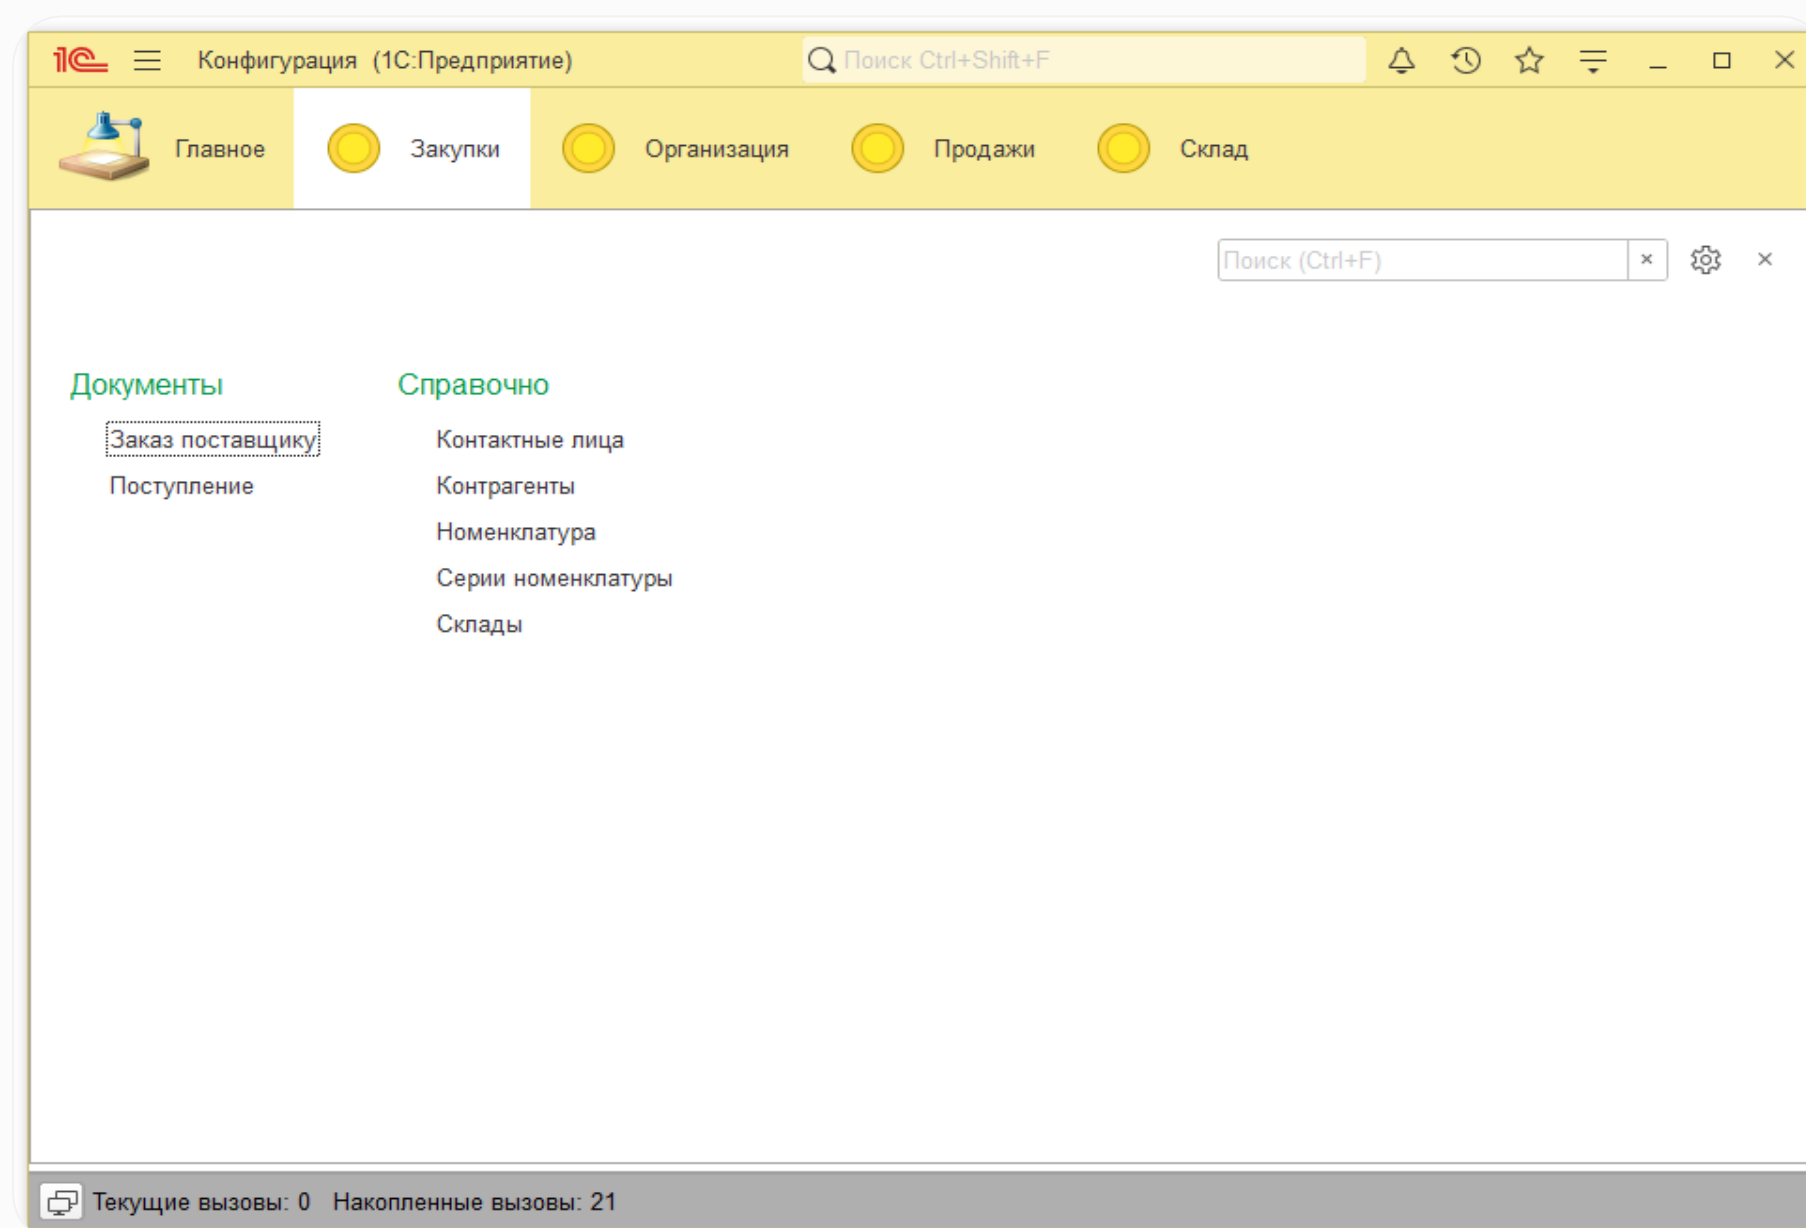 1С Конфигурация (1С:Предприятие) Поиск Ctrl+Shift+F
Главное Закупки Организация Продажи Склад
Поиск (Ctrl+F)
Документы
Заказ поставщику
Поступление
Справочно
Контактные лица
Контрагенты
Номенклатура
Серии номенклатуры
Склады
Текущие вызовы: 0 Накопленные вызовы: 21